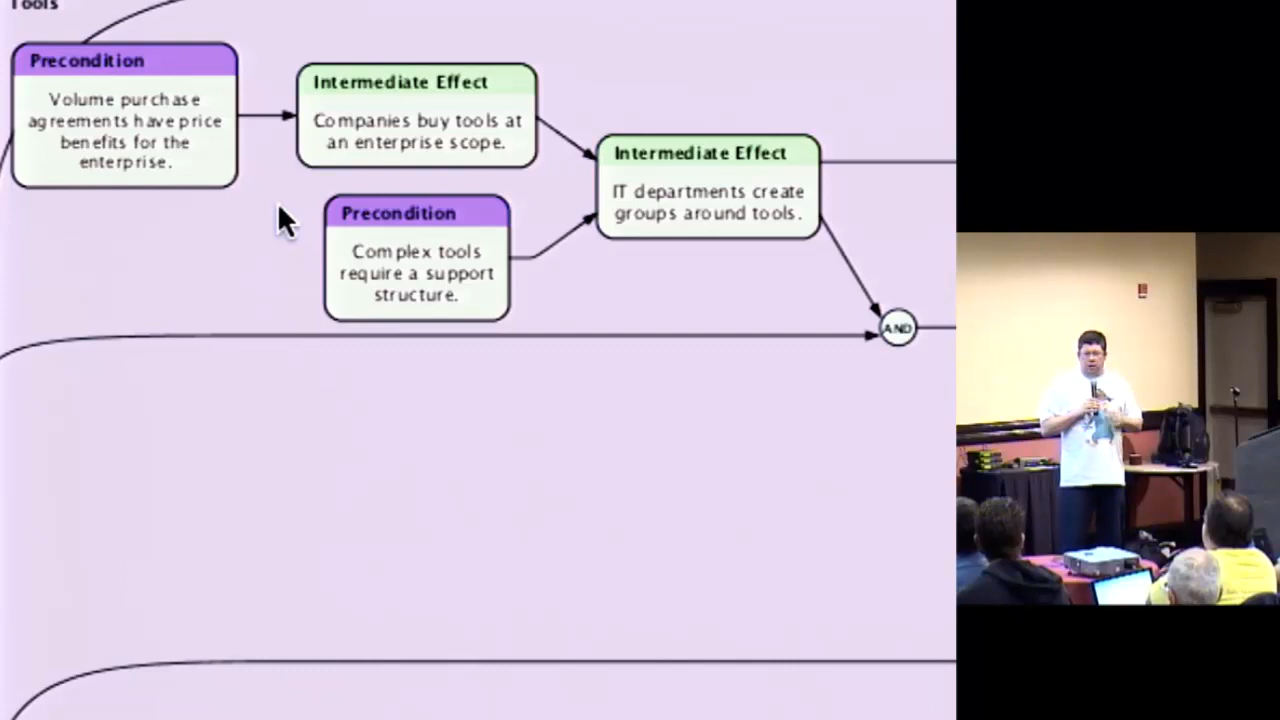 Tools
Precondition
Volume purchase
agreements have price
benefits for the
enterprise.
Intermediate Effect
Companies buy tools at
an enterprise scope.
Precondition
Complex tools
require a support
structure.
Intermediate Effect
IT departments create
groups around tools.
AND